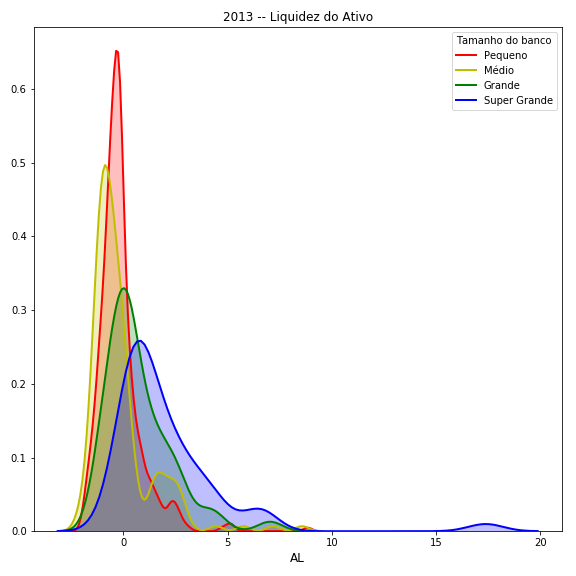 2013 -- Liquidez do Ativo
Tamanho do banco
Pequeno
Médio
Grande
Super Grande
0.6
0.5
0.4
0.3
0.2
0.1
0.0
0 5 10 15 20
AL